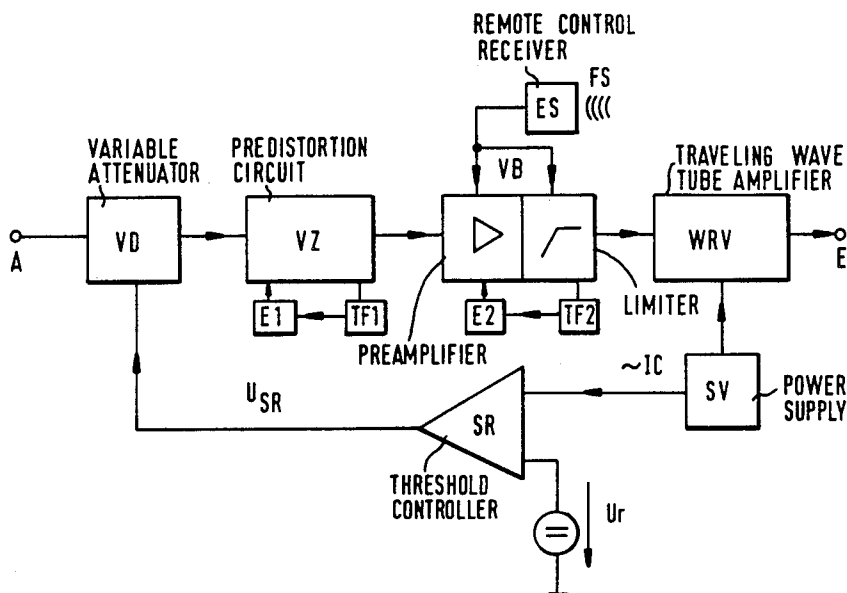 REMOTE CONTROL
RECEIVER
FS
ES
VARIABLE
ATTENUATOR
PREDISTORTION
CIRCUIT
VB
TRAVELING WAVE
TUBE AMPLIFIER
A
VD
VZ
WRV
E
E1
TF1
E2
TF2
LIMITER
PREAMPLIFIER
~IC
SV
POWER
SUPPLY
USR
SR
THRESHOLD
CONTROLLER
=
Ur